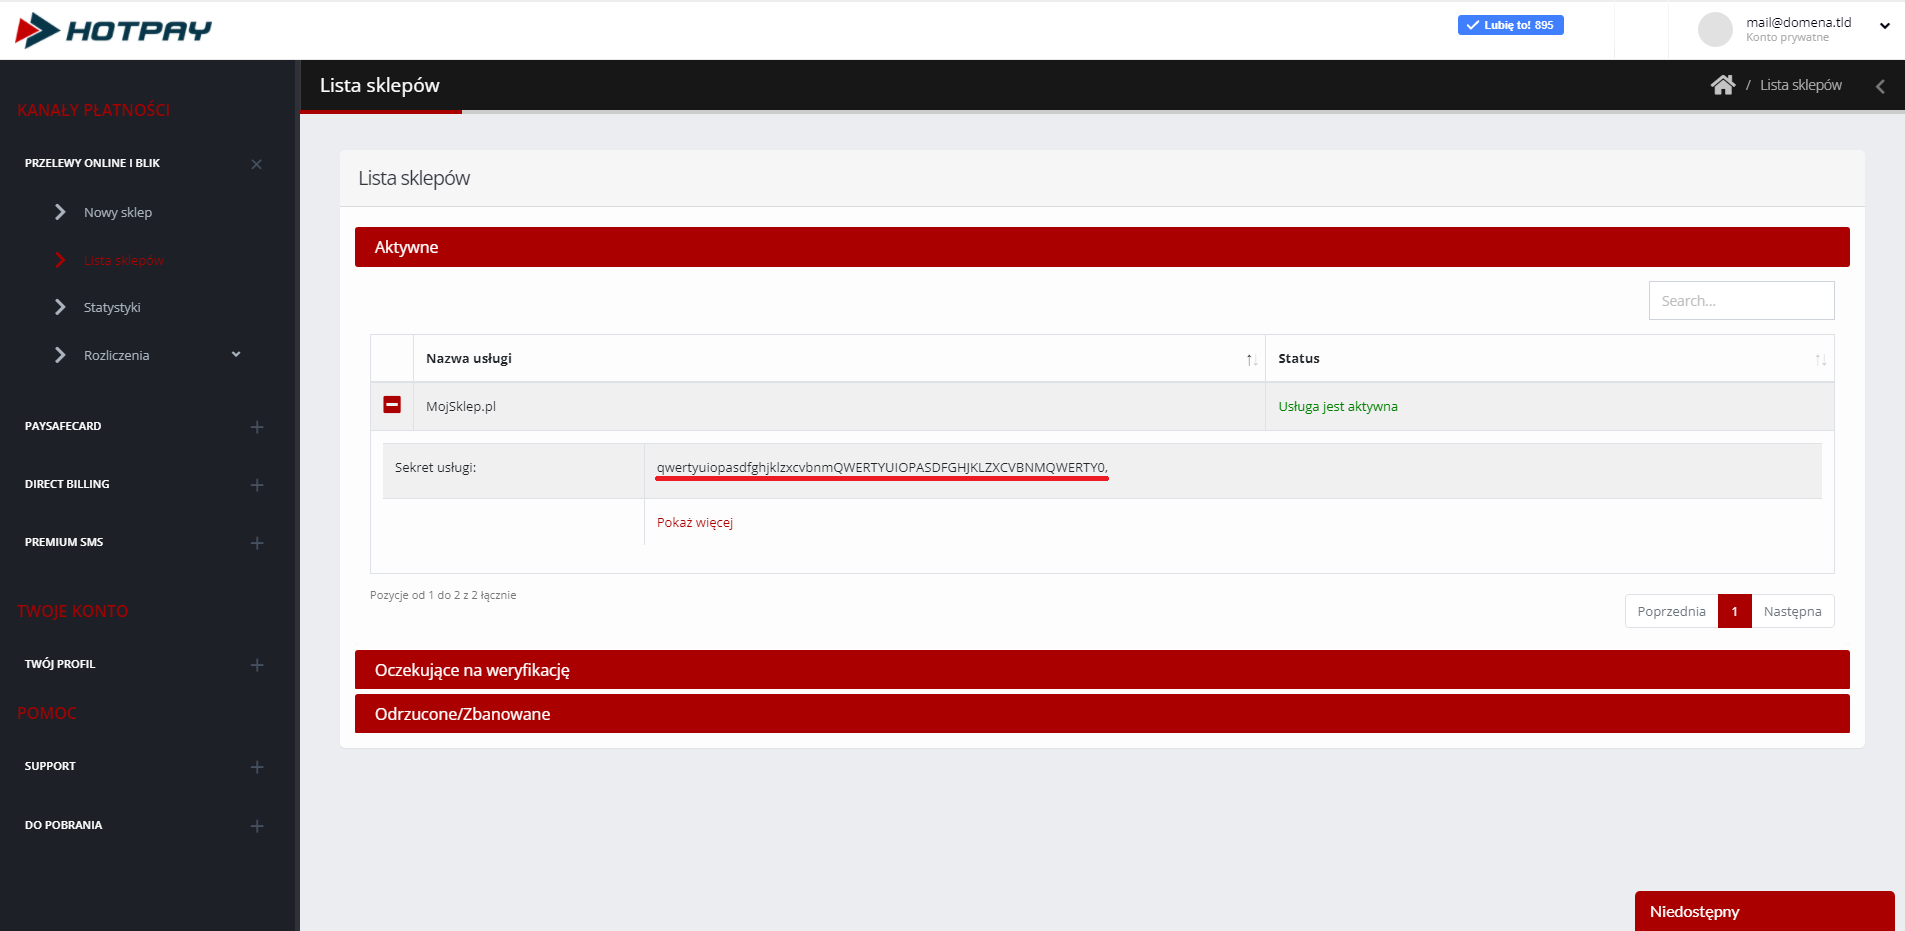 HOTPAY
Lubię to! 895
mail@domena.tld
Konto prywatne
Lista sklepów
/ Lista sklepów
KANAŁY PŁATNOŚCI
PRZELEWY ONLINE I BLIK
Nowy sklep
Lista sklepów
Statystyki
Rozliczenia
PAYSAFECARD
DIRECT BILLING
PREMIUM SMS
TWOJE KONTO
TWÓJ PROFIL
POMOC
SUPPORT
DO POBRANIA
Lista sklepów
Aktywne
Search...
Nazwa usługi
Status
MojSklep.pl
Usługa jest aktywna
Sekret usługi:
qwertyuiopasdfghjklzxcvbnmQWERTYUIOPASDFGHJKLZXCVBNMQWERTY0,
Pokaż więcej
Pozycje od 1 do 2 z 2 łącznie
Poprzednia 1 Następna
Oczekujące na weryfikację
Odrzucone/Zbanowane
Niedostępny